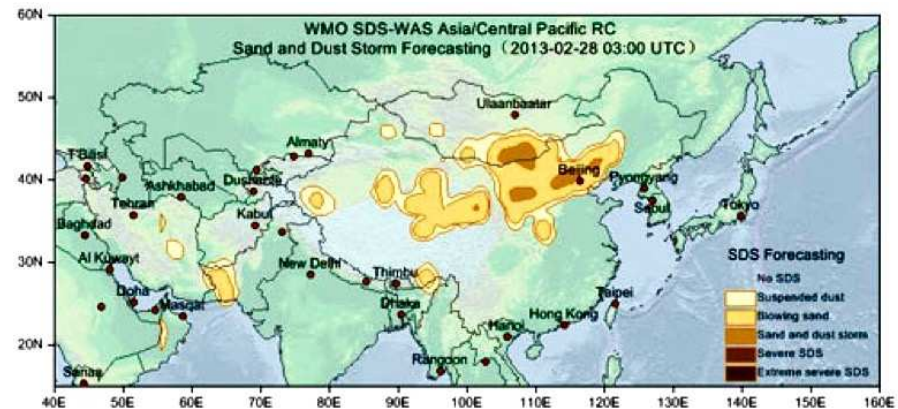 WMO SDS-WAS Asia/Central Pacific RC
Sand and Dust Storm Forecasting (2013-02-28 03:00 UTC)
60N
50N
40N
30N
20N
Ulaanbaatar
Almaty
T'Bilisi
Ashkhabad
Dushanbe
Beijing
Pyongyang
Tehran
Kabul
Seoul
Tokyo
Baghdad
Al Kuwayt
New Delhi
Thimbu
Doha
Masqat
Dhaka
Taipei
Hong Kong
Hanoi
Rangoon
Sanaa
SDS Forecasting
No SDS
Suspended dust
Blowing sand
Sand and dust storm
Severe SDS
Extreme severe SDS
40E 50E 60E 70E 80E 90E 100E 110E 120E 130E 140E 150E 160E